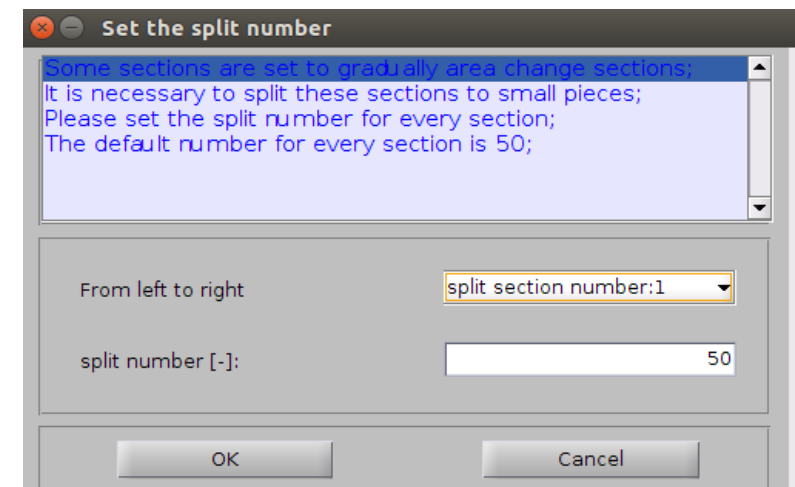 Set the split number
Some sections are set to gradually area change sections;
It is necessary to split these sections to small pieces;
Please set the split number for every section;
The default number for every section is 50;
From left to right
split section number:1
split number [-]:
50
OK
Cancel